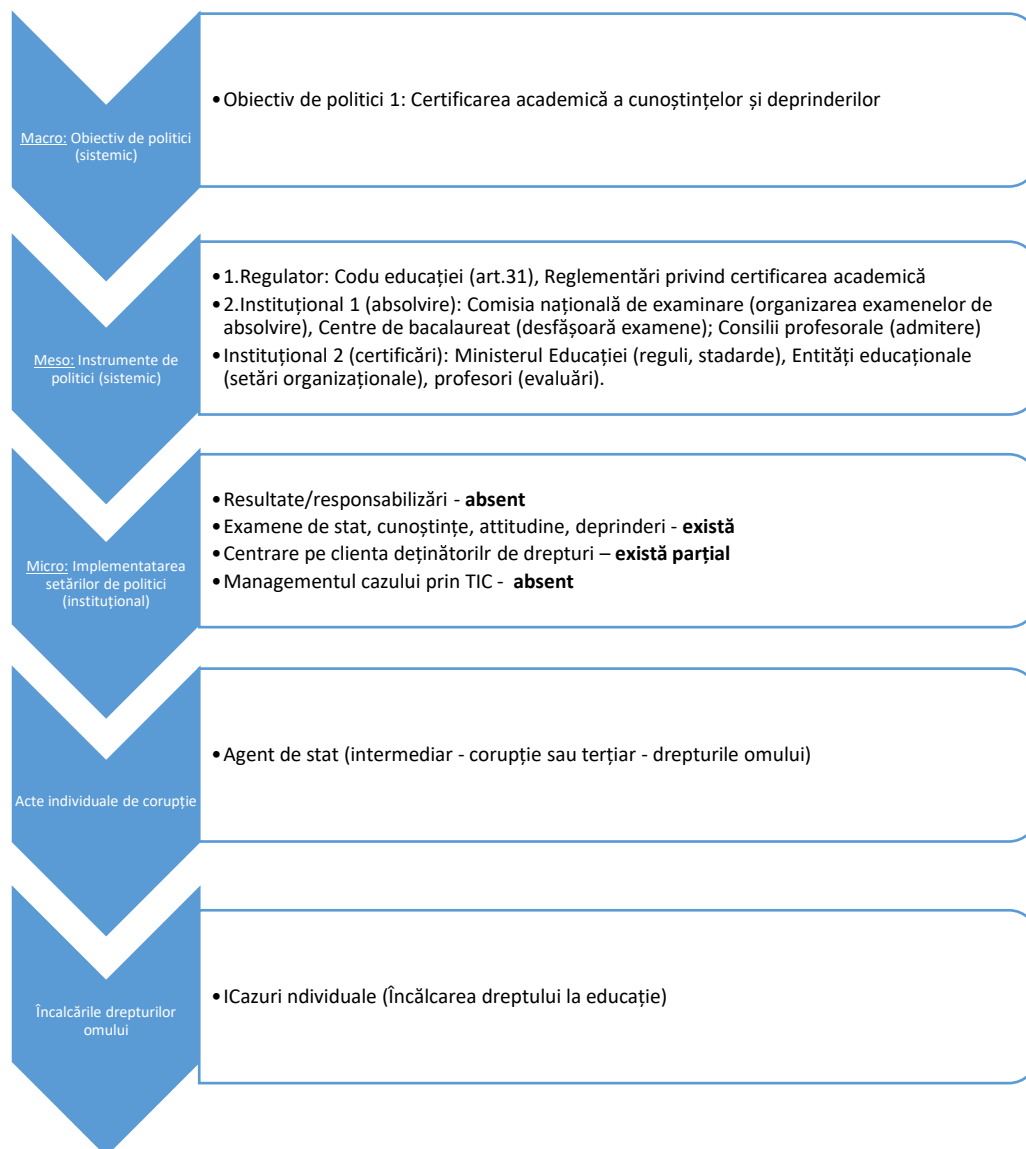 Macro: Obiectiv de politici
(sistemic)
•Obiectiv de politici 1: Certificarea academică a cunoștințelor și deprinderilor
Meso: Instrumente de
politici (sistemic)
•1.Regulator: Codu educației (art.31), Reglementări privind certificarea academică
•2.Instituțional 1 (absolvire): Comisia națională de examinare (organizarea examenelor de
absolvire), Centre de bacalaureat (desfășoară examene); Consilii profesorale (admitere)
•Instituțional 2 (certificări): Ministerul Educației (reguli, stadarde), Entități educaționale
(setări organizaționale), profesori (evaluări).
Micro: Implementatarea
setărilor de politici
(instituțional)
•Resultate/responsabilizări - absent
•Examene de stat, cunoștințe, attitudine, deprinderi - există
•Centrare pe clienta deținătorilr de drepturi – există parțial
•Managementul cazului prin TIC - absent
Acte individuale de corupție
•Agent de stat (intermediar - corupție sau terțiar - drepturile omului)
Încalcările drepturilor
omului
•ICazuri ndividuale (Încălcarea dreptului la educație)